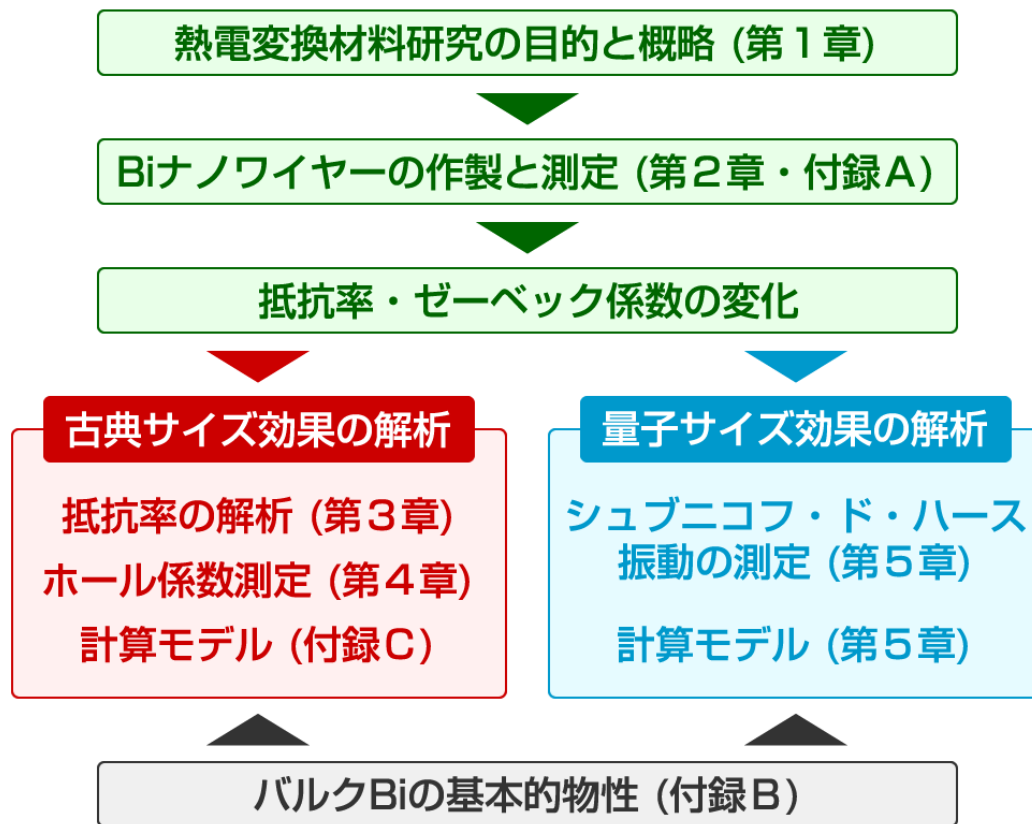 熱電変換材料研究の目的と概略 (第１章)
Biナノワイヤーの作製と測定 (第２章・付録Ａ)
抵抗率・ゼーベック係数の変化
古典サイズ効果の解析
抵抗率の解析 (第３章)
ホール係数測定 (第４章)
計算モデル (付録Ｃ)
量子サイズ効果の解析
シュブニコフ・ド・ハース
振動の測定 (第５章)
計算モデル (第５章)
バルクBiの基本的物性 (付録Ｂ)